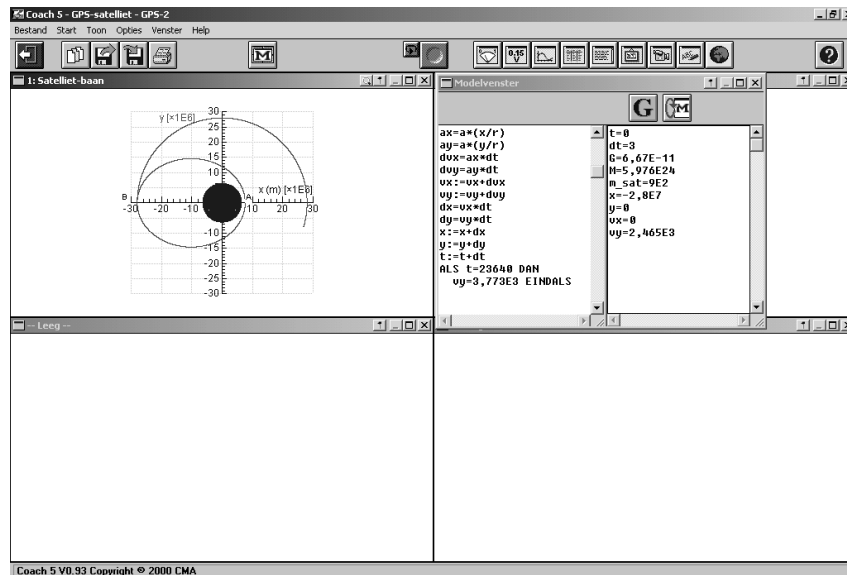 Coach 5 - GPS-satelliet - GPS-2
Bestand Start Toon Opties Venster Help
M
0.15
V
1: Satelliet-baan
y [×1E6]
30
25
20
15
10
B
A
x (m) [×1E6]
-30 -20 -10 0 10 20 30
-10
-15
-20
-25
-30
Modelvenster
G M
ax=a*(x/r)
ay=a*(y/r)
dvx=ax*dt
dvy=ay*dt
vx:=vx+dvx
vy:=vy+dvy
dx=vx*dt
dy=vy*dt
x:=x+dx
y:=y+dy
t:=t+dt
ALS t=23640 DAN
vy=3,773E3 EINDALS
t=0
dt=3
G=6,67E-11
M=5,976E24
m_sat=9E2
x=-2,8E7
y=0
vx=0
vy=2,465E3
-- Leeg --
Coach 5 V0.93 Copyright © 2000 CMA